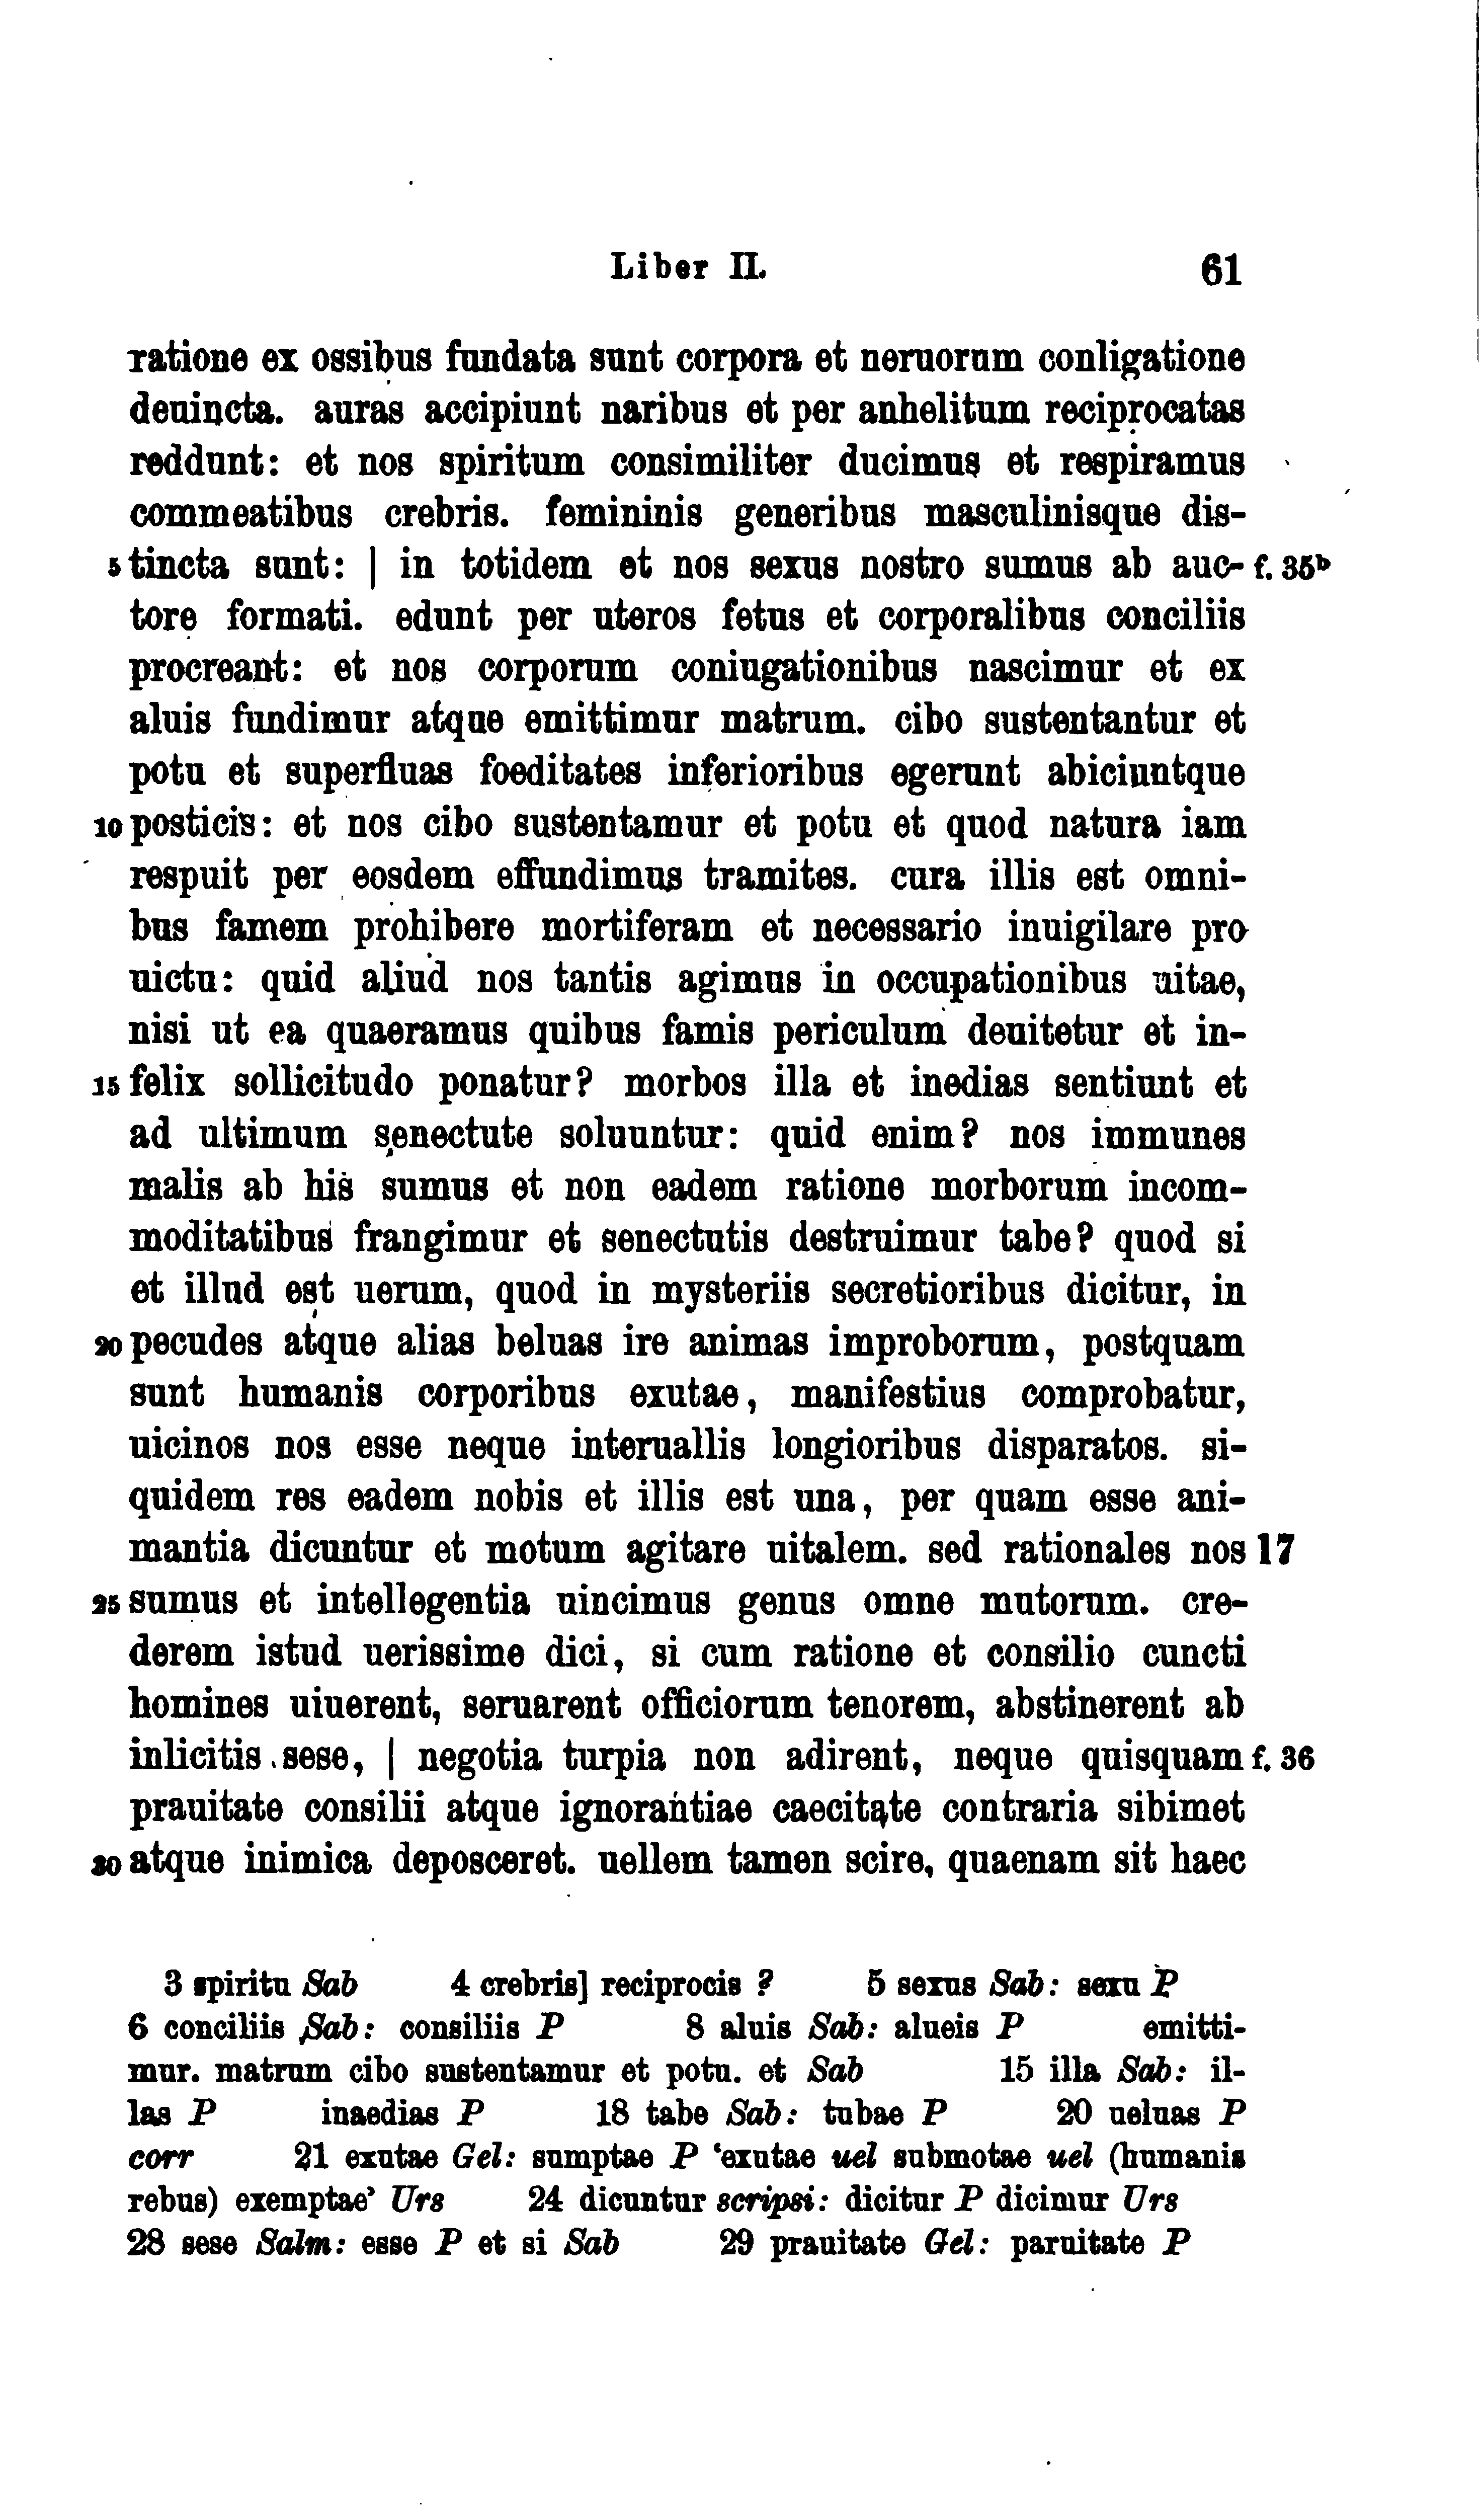 Liber II. 61
ratione ex ossibus fundata sunt corpora et neruorum conligatione
deuincta. auras accipiunt naribus et per anhelitum reciprocatas
reddunt: et nos spiritum consimiliter ducimus et respiramus
commeatibus crebris. femininis generibus masculinisque dis-
5 tincta sunt: | in totidem et nos sexus nostro sumus ab auc- f. 35b
tore formati. edunt per uteros fetus et corporalibus conciliis
procreant: et nos corporum coniugationibus nascimur et ex
aluis fundimur atque emittimur matrum. cibo sustentantur et
potu et superfluas foeditates inferioribus egerunt abiciuntque
10 posticis: et nos cibo sustentamur et potu et quod natura iam
respuit per eosdem effundimus tramites. cura illis est omni-
bus famem prohibere mortiferam et necessario inuigilare pro
uictu: quid aliud nos tantis agimus in occupationibus uitae,
nisi ut ea quaeramus quibus famis periculum deuitetur et in-
15 felix sollicitudo ponatur? morbos illa et inedias sentiunt et
ad ultimum senectute soluuntur: quid enim? nos immunes
malis ab his sumus et non eadem ratione morborum incom-
moditatibus frangimur et senectutis destruimur tabe? quod si
et illud est uerum, quod in mysteriis secretioribus dicitur, in
20 pecudes atque alias beluas ire animas improborum, postquam
sunt humanis corporibus exutae, manifestius comprobatur,
uicinos nos esse neque interuallis longioribus disparatos. si-
quidem res eadem nobis et illis est una, per quam esse ani-
mantia dicuntur et motum agitare uitalem. sed rationales nos 17
25 sumus et intellegentia uincimus genus omne mutorum. cre-
derem istud uerissime dici, si cum ratione et consilio cuncti
homines uiuerent, seruarent officiorum tenorem, abstinerent ab
inlicitis sese, | negotia turpia non adirent, neque quisquam f. 36
prauitate consilii atque ignorantiae caecitate contraria sibimet
30 atque inimica deposceret. uellem tamen scire, quaenam sit haec
3 spiritu Sab 4 crebris] reciprocis ? 5 sexus Sab: sexu P
6 conciliis Sab: consiliis P 8 aluis Sab: alueis P emitti-
mur. matrum cibo sustentamur et potu. et Sab 15 illa Sab: il-
las P inaedias P 18 tabe Sab: tubae P 20 ueluas P
corr 21 exutae Gel: sumptae P ‘exutae uel submotae uel (humanis
rebus) exemptae’ Urs 24 dicuntur scripsi: dicitur P dicimur Urs
28 sese Salm: esse P et si Sab 29 prauitate Gel: paruitate P